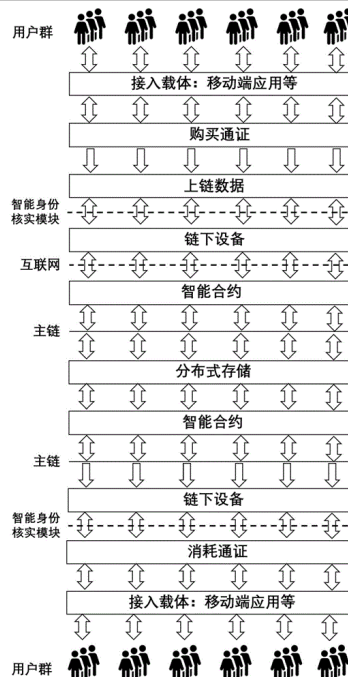 用户群
接入载体：移动端应用等
购买通证
上链数据
智能身份
核实模块
链下设备
互联网
智能合约
主链
分布式存储
智能合约
主链
链下设备
智能身份
核实模块
消耗通证
接入载体：移动端应用等
用户群